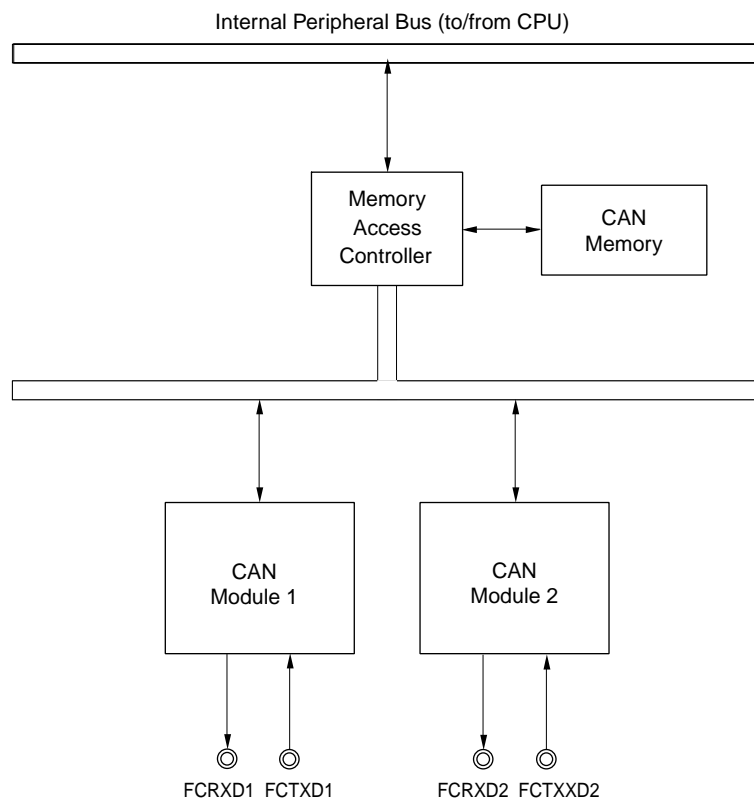 Internal Peripheral Bus (to/from CPU)
Memory
Access
Controller
CAN
Memory
CAN
Module 1
CAN
Module 2
FCRXD1 FCTXD1
FCRXD2 FCTXXD2